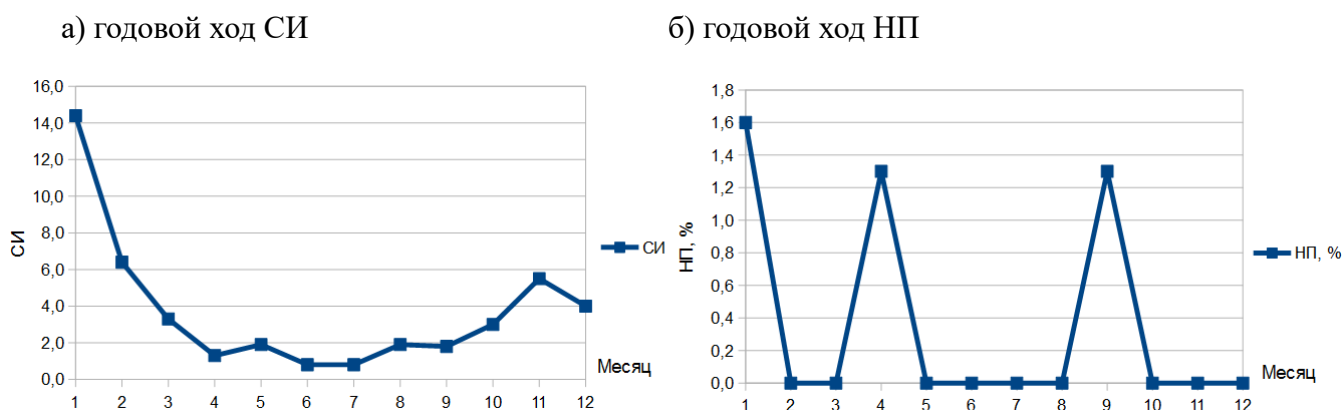 а) годовой ход СИ
б) годовой ход НП
16,0
14,0
12,0
10,0
8,0
6,0
4,0
2,0
0,0
СИ
1 2 3 4 5 6 7 8 9 10 11 12
Месяц
СИ
1,8
1,6
1,4
1,2
1,0
0,8
0,6
0,4
0,2
0,0
НП, %
1 2 3 4 5 6 7 8 9 10 11 12
Месяц
НП, %